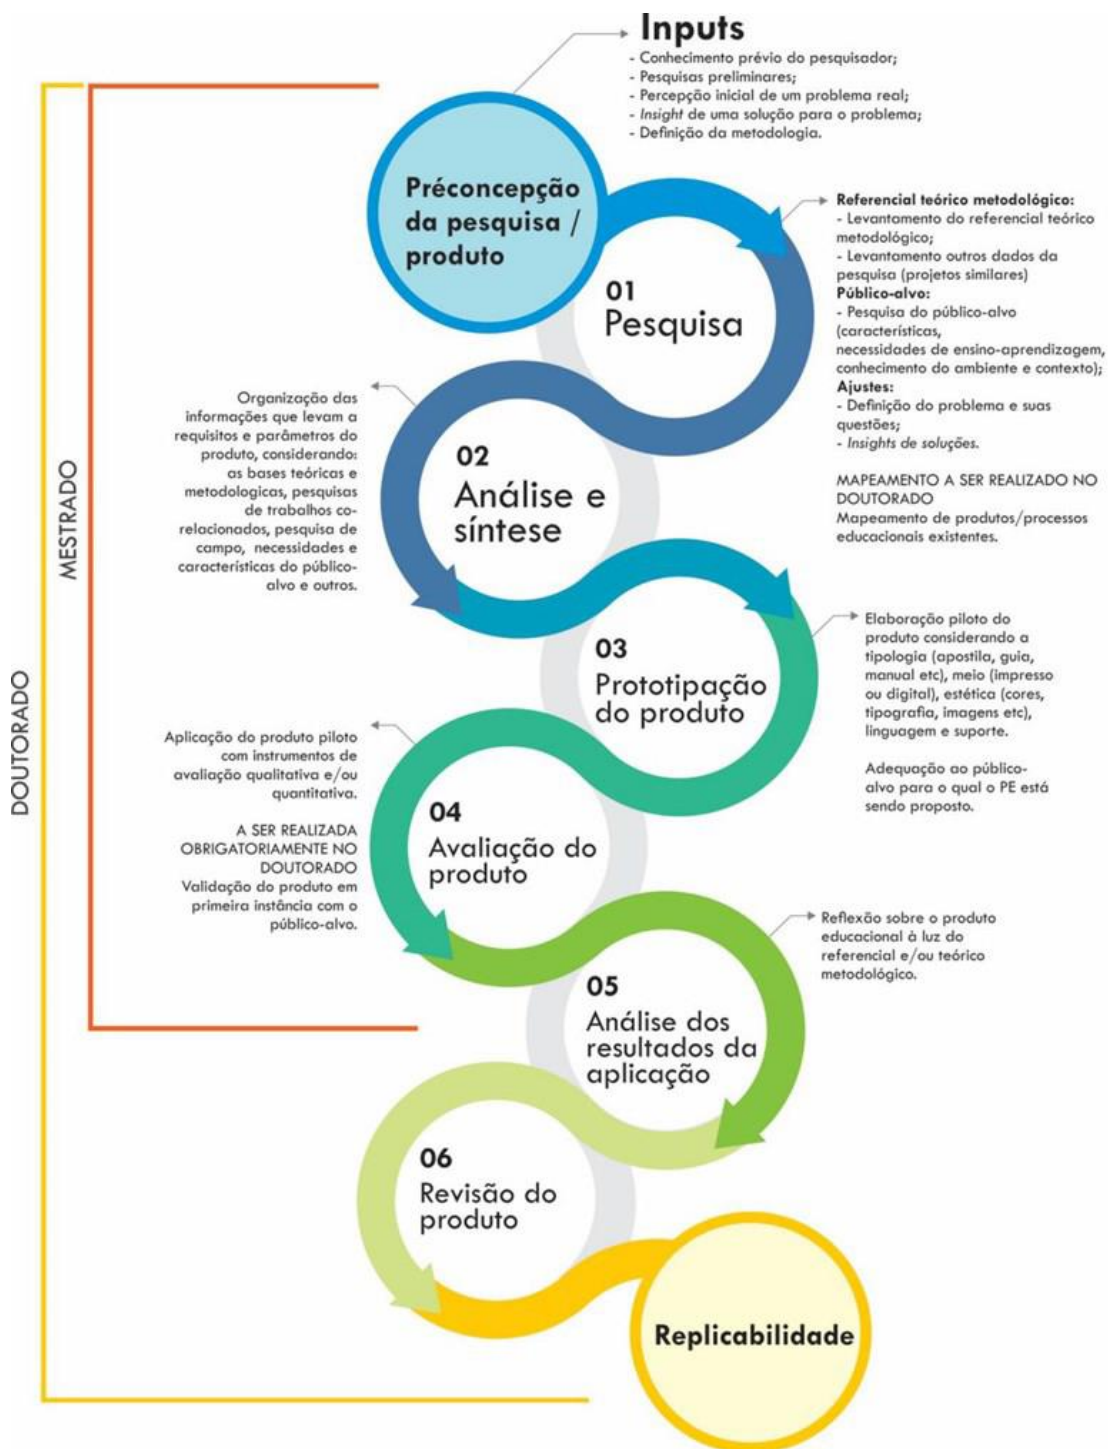 Inputs
- Conhecimento prévio do pesquisador;
- Pesquisas preliminares;
- Percepção inicial de um problema real;
- Insight de uma solução para o problema;
- Definição da metodologia.
Préconcepção
da pesquisa /
produto
01
Pesquisa
Referencial teórico metodológico:
- Levantamento do referencial teórico
metodológico;
- Levantamento outros dados da
pesquisa (projetos similares)
Público-alvo:
- Pesquisa do público-alvo
(características,
necessidades de ensino-aprendizagem,
conhecimento do ambiente e contexto);
Ajustes:
- Definição do problema e suas
questões;
- Insights de soluções.
MAPEAMENTO A SER REALIZADO NO
DOUTORADO
Mapeamento de produtos/processos
educacionais existentes.
Organização das
informações que levam a
requisitos e parâmetros do
produto, considerando:
as bases teóricas e
metodologicas, pesquisas
de trabalhos co-
relacionados, pesquisa de
campo, necessidades e
características do público-
alvo e outros.
02
Análise e
síntese
MESTRADO
DOUTORADO
03
Prototipação
do produto
Elaboração piloto do
produto considerando a
tipologia (apostila, guia,
manual etc), meio (impresso
ou digital), estética (cores,
tipografia, imagens etc),
linguagem e suporte.
Adequação ao público-
alvo para o qual o PE está
sendo proposto.
Aplicação do produto piloto
com instrumentos de
avaliação qualitativa e/ou
quantitativa.
A SER REALIZADA
OBRIGATORIAMENTE NO
DOUTORADO
Validação do produto em
primeira instância com o
público-alvo.
04
Avaliação do
produto
Reflexão sobre o produto
educacional à luz do
referencial e/ou teórico
metodológico.
05
Análise dos
resultados da
aplicação
06
Revisão do
produto
Replicabilidade